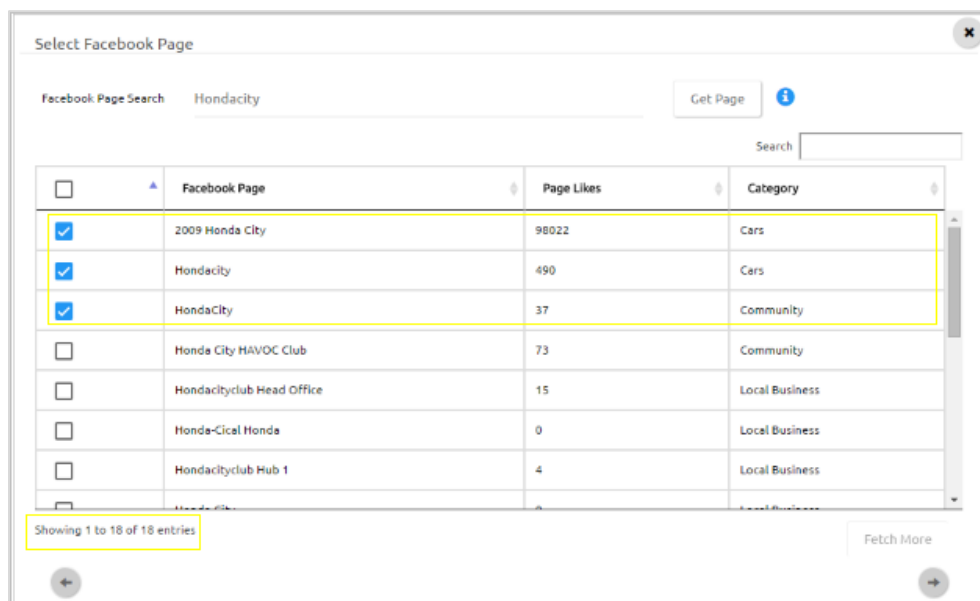 Select Facebook Page
Facebook Page Search Hondacity Get Page
Search
Facebook Page Page Likes Category
2009 Honda City 98022 Cars
Hondacity 490 Cars
HondaCity 37 Community
Honda City HAVOC Club 73 Community
Hondacityclub Head Office 15 Local Business
Honda-Cical Honda 0 Local Business
Hondacityclub Hub 1 4 Local Business
Showing 1 to 18 of 18 entries
Fetch More